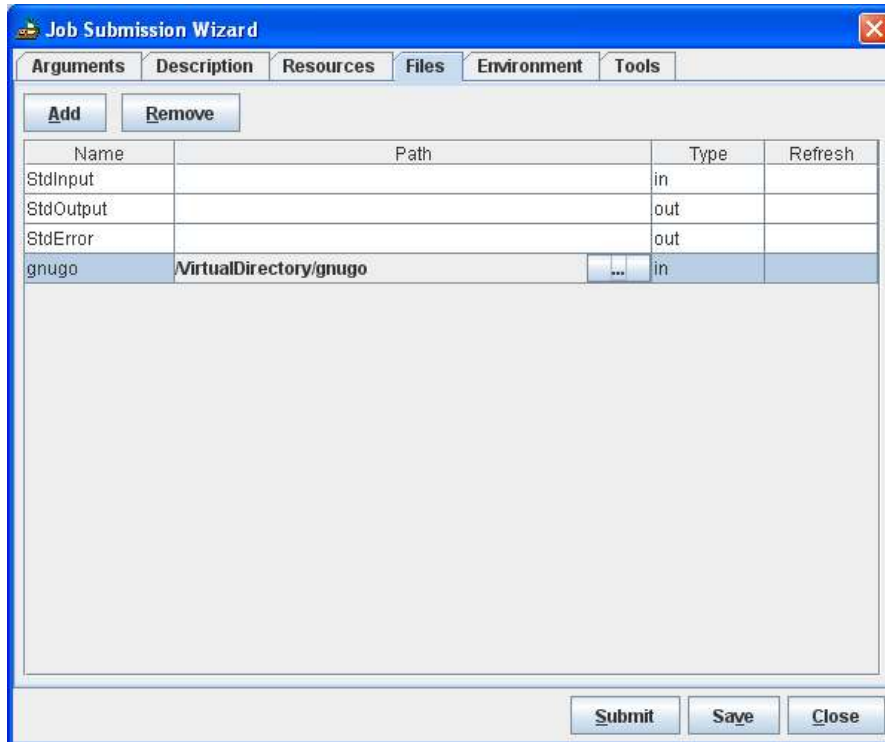 Job Submission Wizard
Arguments Description Resources Files Environment Tools
Add Remove
Name Path Type Refresh
StdInput in
StdOutput out
StdError out
gnugo /VirtualDirectory/gnugo ... in
Submit Save Close